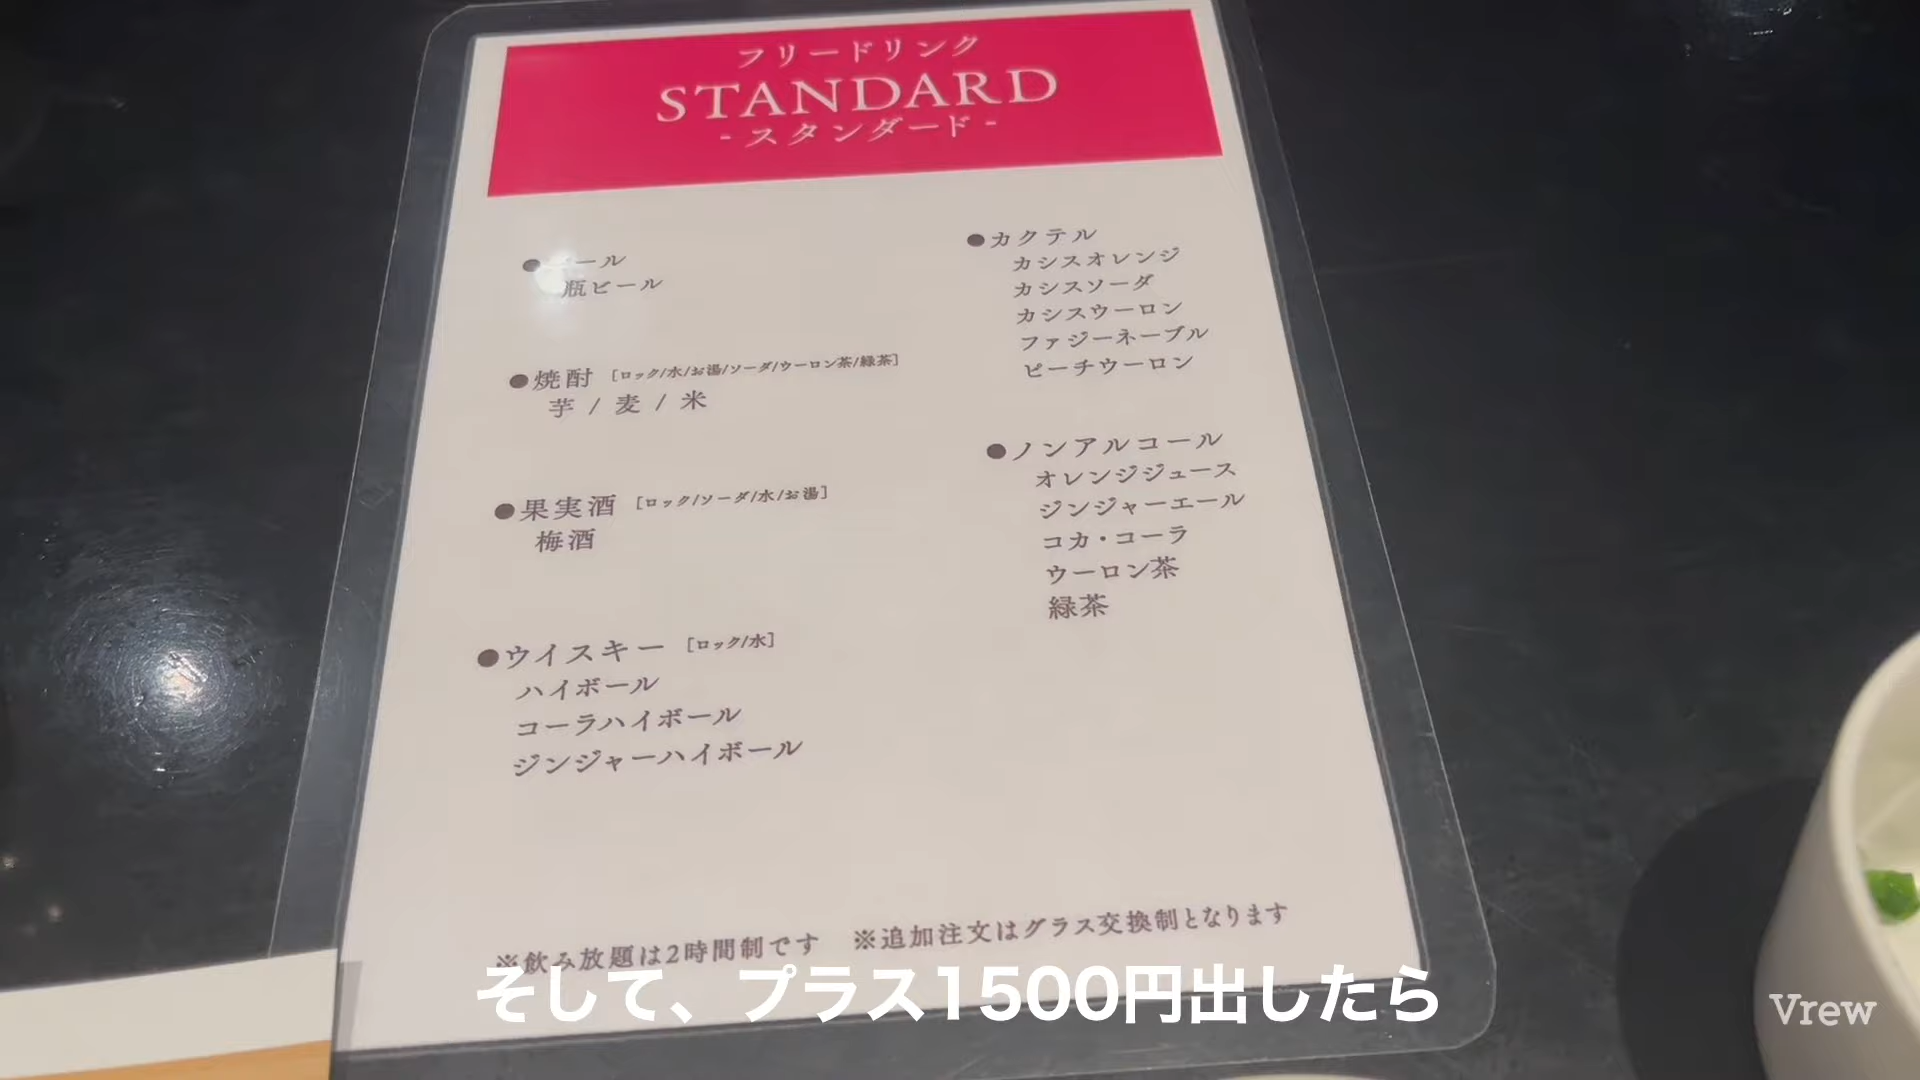 フリードリンク
STANDARD
- スタンダード -
●ビール
瓶ビール
●焼酎 [ロック/水/お湯/ソーダ/ウーロン茶/緑茶]
芋 / 麦 / 米
●果実酒 [ロック/ソーダ/水/お湯]
梅酒
●ウイスキー [ロック/水]
ハイボール
コーラハイボール
ジンジャーハイボール
●カクテル
カシスオレンジ
カシスソーダ
カシスウーロン
ファジーネーブル
ピーチウーロン
●ノンアルコール
オレンジジュース
ジンジャーエール
コカ・コーラ
ウーロン茶
緑茶
※飲み放題は2時間制です ※追加注文はグラス交換制となります
そして、プラス1500円出したら
Vrew